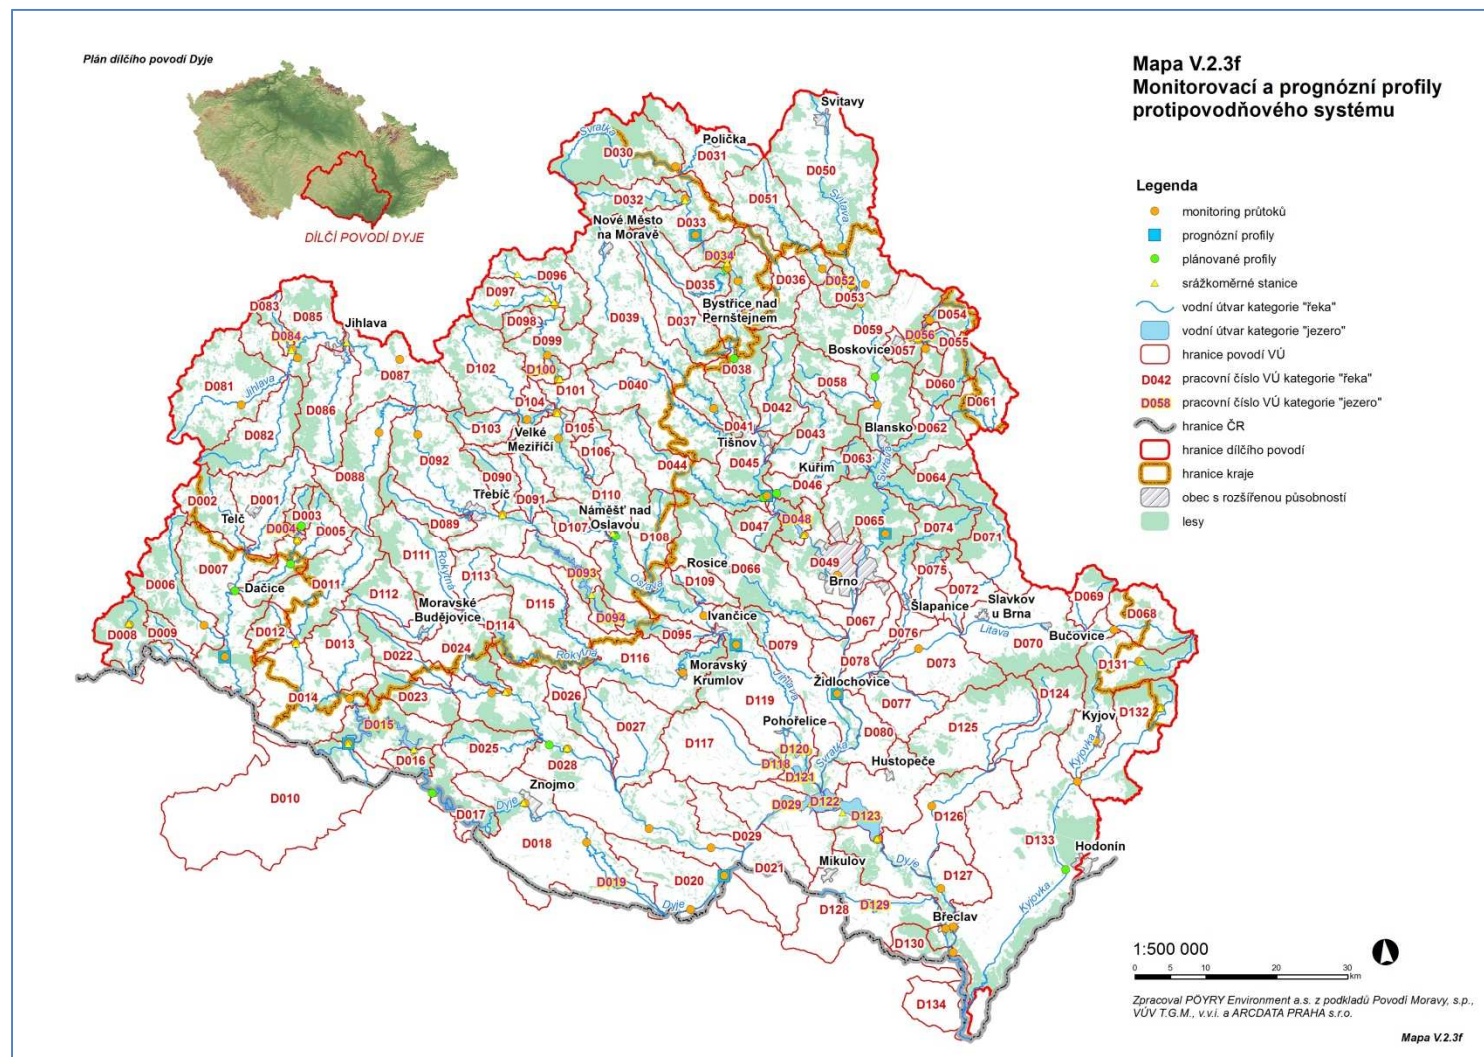 Plán dílčího povodí Dyje
DÍLČÍ POVODÍ DYJE
Mapa V.2.3f
Monitorovací a prognózní profily
protipovodňového systému
Legenda
monitoring průtoků
prognózní profily
plánované profily
srážkoměrné stanice
vodní útvar kategorie "řeka"
vodní útvar kategorie "jezero"
hranice povodí VÚ
D042 pracovní číslo VÚ kategorie "řeka"
D058 pracovní číslo VÚ kategorie "jezero"
hranice ČR
hranice dílčího povodí
hranice kraje
obec s rozšířenou působností
lesy
Svitavy
Svratka
Polička
D030
D031
D050
D032
D051
Svitava
Nové Město
na Moravě
D033
D034
D096
D035
D036
D052
D097
D053
D083
D085
Bystřice nad
Pernštejnem
D054
D098
D039
D037
Jihlava
D084
D059
D056
D055
D099
Boskovice
D057
D087
D102
D100
D038
D081
Jihlava
D040
D058
D060
D101
D086
D104
D042
D061
D103
D105
D041
Blansko
D062
D082
Velké
Meziříčí
Tišnov
D043
D092
D106
D044
D045
Kuřim
D063
Svitava
D088
D090
D046
D064
D002
D001
Třebíč
D091
D110
Telč
D003
D004
D005
D089
Náměšť nad
Oslavou
D107
D108
D047
D048
D065
D074
D071
D111
Rokytná
D007
D006
D011
D113
D093
Oslava
Rosice
D066
D049
Brno
D075
D109
D072
D069
Dačice
D112
Moravské
Budějovice
D115
D094
Ivančice
Šlapanice
Slavkov
u Brna
D068
D008
D009
D012
D013
D114
D095
D067
D076
Litava
Bučovice
D022
D024
Rokytná
D116
D079
D078
D073
D070
D131
Moravský
Krumlov
Židlochovice
D014
D023
D026
Jihlava
D119
D077
D124
D132
D015
D027
Pohořelice
D080
D125
Kyjov
D025
D117
D120
Svratka
Kyjovka
D016
D028
D118
D121
Hustopeče
D010
Znojmo
Dyje
D029
D122
D123
D126
D017
D133
D018
D029
Hodonín
D021
Mikulov
Dyje
D127
D019
D020
Dyje
D128
D129
Břeclav
Kyjovka
D130
D134
1:500 000
0 5 10 20 30
km
Zpracoval PÖYRY Environment a.s. z podkladů Povodí Moravy, s.p.,
VÚV T.G.M., v.v.i. a ARCDATA PRAHA s.r.o.
Mapa V.2.3f